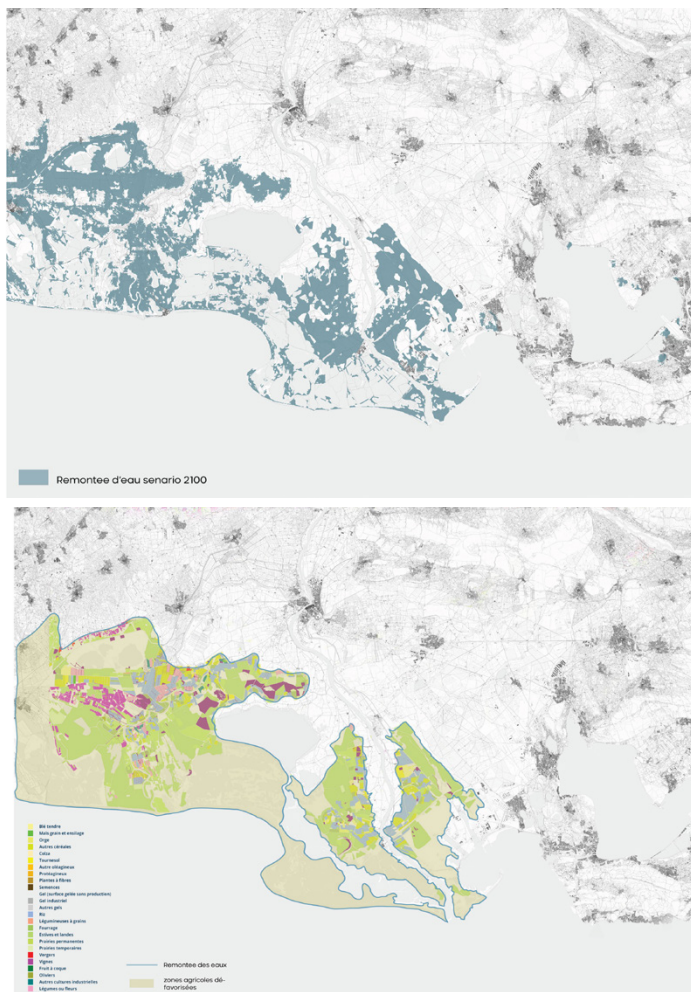 Remontee d'eau senario 2100
Blé tendre
Maïs grain et ensilage
Orge
Autres céréales
Colza
Tournesol
Autre oléagineux
Protéagineux
Plantes à fibres
Semences
Gel (surface gelée sans production)
Gel industriel
Autres gels
Riz
Légumineuses à grains
Fourrage
Estives et landes
Prairies permanentes
Prairies temporaires
Vergers
Vignes
Fruit à coque
Oliviers
Autres cultures industrielles
Légumes ou fleurs
Remontee des eaux
zones agricoles dé-
favorisées